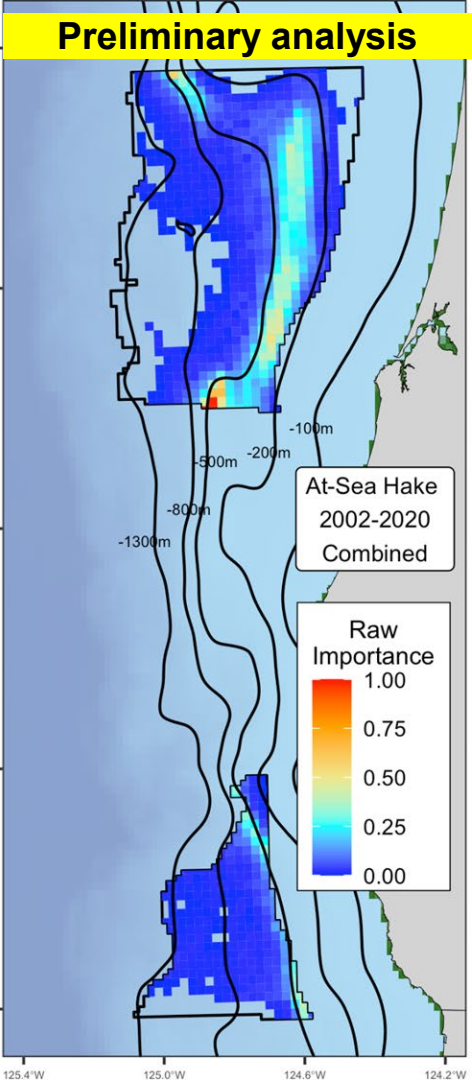 Preliminary analysis
-100m
-200m
-500m
-800m
-1300m
At-Sea Hake
2002-2020
Combined
Raw
Importance
1.00
0.75
0.50
0.25
0.00
125.4°W 125.0°W 124.6°W 124.2°W